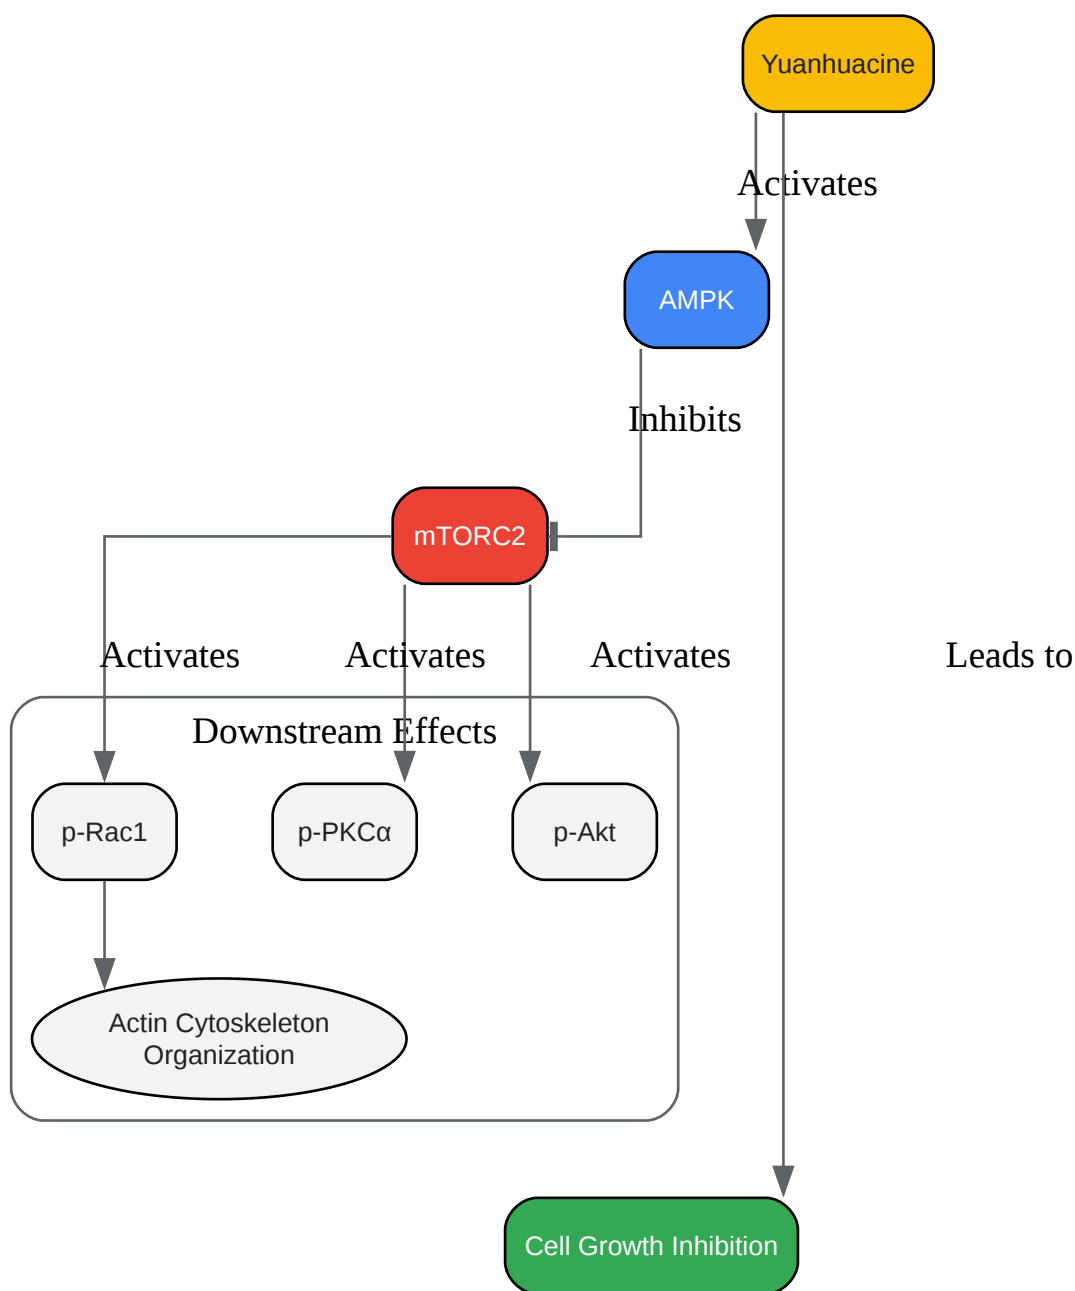 Yuanhuacine
Activates
AMPK
Inhibits
mTORC2
Activates
Activates
Activates
Leads to
Downstream Effects
p-Rac1
p-PKCα
p-Akt
Actin Cytoskeleton
Organization
Cell Growth Inhibition